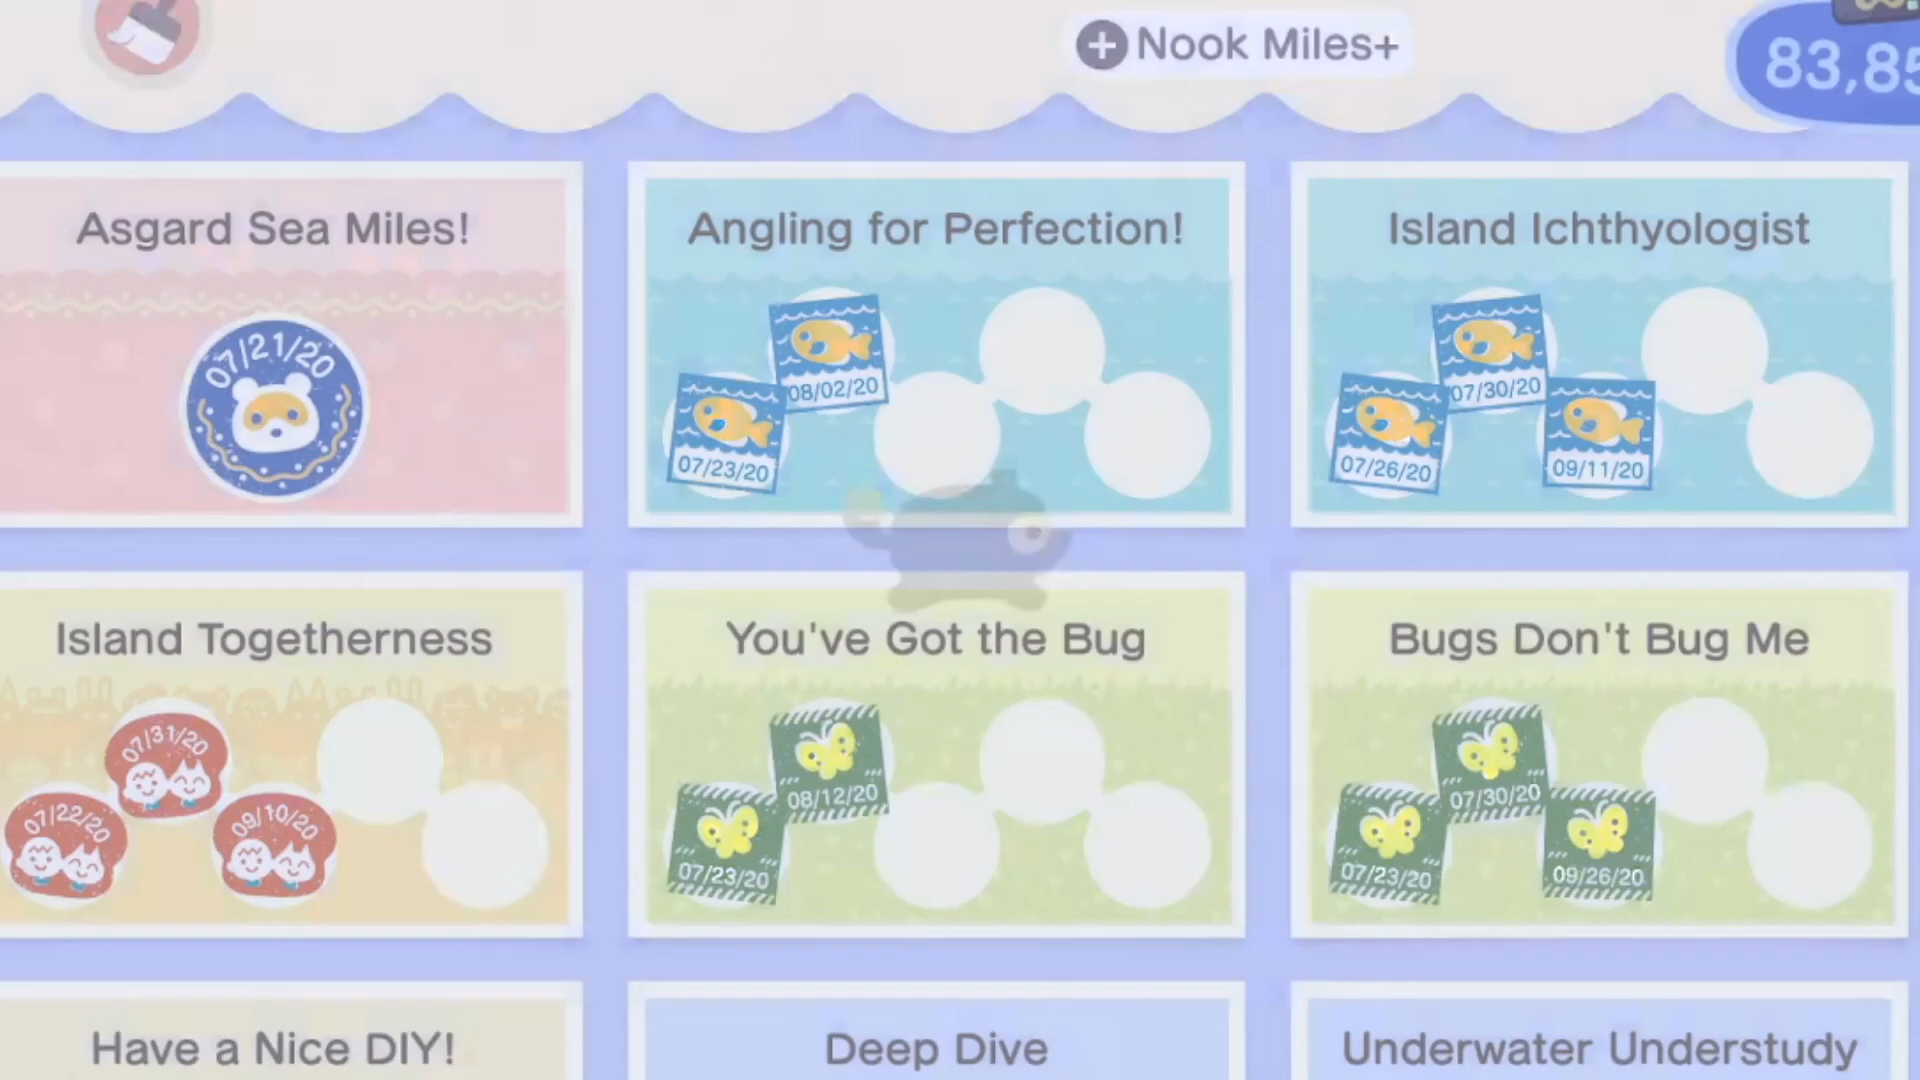 Nook Miles+
83,85
Asgard Sea Miles!
07/21/20
Angling for Perfection!
08/02/20
07/23/20
Island Ichthyologist
07/30/20
07/26/20
09/11/20
Island Togetherness
07/31/20
07/22/20
09/10/20
You've Got the Bug
08/12/20
07/23/20
Bugs Don't Bug Me
07/30/20
07/23/20
09/26/20
Have a Nice DIY!
Deep Dive
Underwater Understudy